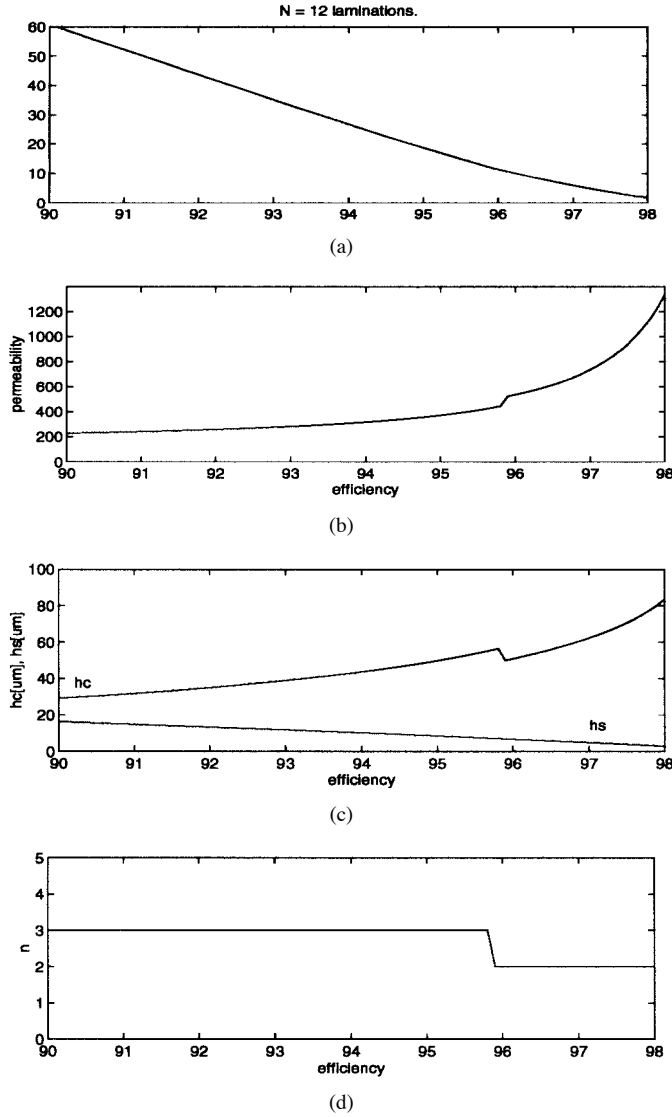 N = 12 laminations.
60
50
40
30
20
10
0
90 91 92 93 94 95 96 97 98
(a)
1200
1000
800
600
400
200
0
permeability
90 91 92 93 94 95 96 97 98
efficiency
(b)
100
80
60
40
20
0
hc[um], hs[um]
hc
hs
90 91 92 93 94 95 96 97 98
efficiency
(c)
5
4
3
2
1
0
n
90 91 92 93 94 95 96 97 98
efficiency
(d)